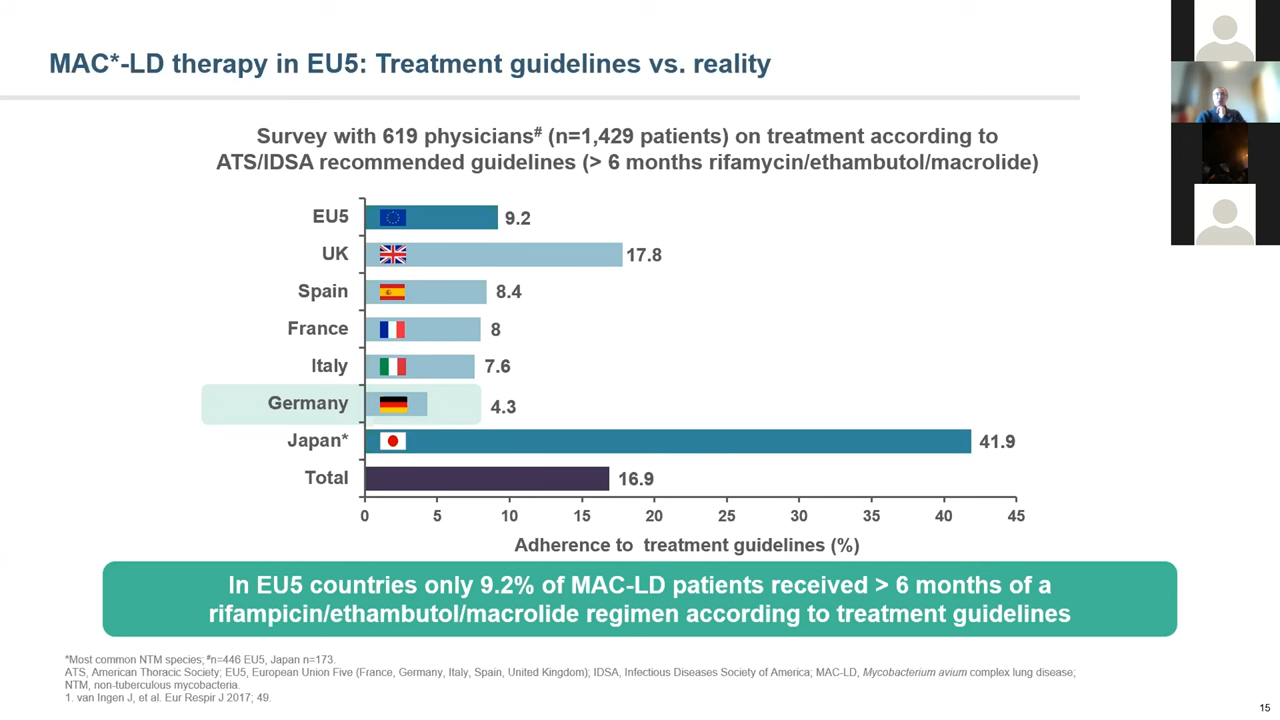 MAC*-LD therapy in EU5: Treatment guidelines vs. reality
Survey with 619 physicians# (n=1,429 patients) on treatment according to
ATS/IDSA recommended guidelines (> 6 months rifamycin/ethambutol/macrolide)
EU5 9.2
UK 17.8
Spain 8.4
France 8
Italy 7.6
Germany 4.3
Japan* 41.9
Total 16.9
0 5 10 15 20 25 30 35 40 45
Adherence to treatment guidelines (%)
In EU5 countries only 9.2% of MAC-LD patients received > 6 months of a
rifampicin/ethambutol/macrolide regimen according to treatment guidelines
*Most common NTM species; #n=446 EU5, Japan n=173.
ATS, American Thoracic Society; EU5, European Union Five (France, Germany, Italy, Spain, United Kingdom); IDSA, Infectious Diseases Society of America; MAC-LD, Mycobacterium avium complex lung disease;
NTM, non-tuberculous mycobacteria.
1. van Ingen J, et al. Eur Respir J 2017; 49.
15